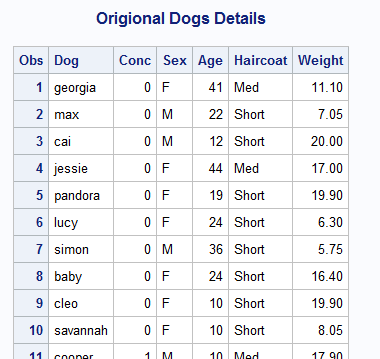 Origional Dogs Details
Obs Dog Conc Sex Age Haircoat Weight
1 georgia 0 F 41 Med 11.10
2 max 0 M 22 Short 7.05
3 cai 0 M 12 Short 20.00
4 jessie 0 F 44 Med 17.00
5 pandora 0 F 19 Short 19.90
6 lucy 0 F 24 Short 6.30
7 simon 0 M 36 Short 5.75
8 baby 0 F 24 Short 16.40
9 cleo 0 F 10 Short 19.90
10 savannah 0 F 10 Short 8.05
11 cooper 1 M 10 Med 17.90